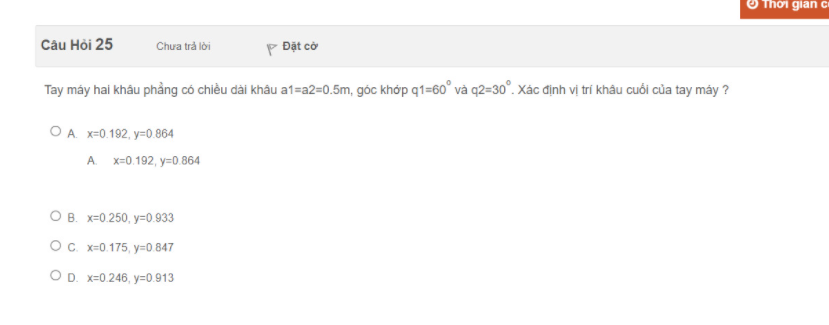 Thời gian
Câu Hỏi 25 Chưa trả lời Đặt cờ
Tay máy hai khâu phẳng có chiều dài khâu a1=a2=0.5m, góc khớp q1=60° và q2=30°. Xác định vị trí khâu cuối của tay máy ?
A. x=0.192, y=0.864
A. x=0.192, y=0.864
B. x=0.250, y=0.933
C. x=0.175, y=0.847
D. x=0.246, y=0.913